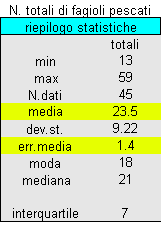 N. totali di fagioli pescati
riepilogo statistiche
totali
min 13
max 59
N.dati 45
media 23.5
dev.st. 9.22
err.media 1.4
moda 18
mediana 21
interquartile 7